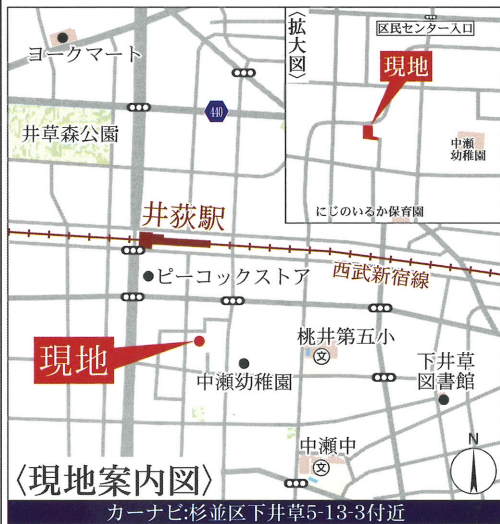 ヨークマート
440
井草森公園
〈拡大図〉
区民センター入口
現地
中瀬
幼稚園
にじのいるか保育園
井荻駅
西武新宿線
ピーコックストア
現地
桃井第五小
文
中瀬幼稚園
下井草
図書館
中瀬中
文
N
〈現地案内図〉
カーナビ:杉並区下井草5-13-3付近